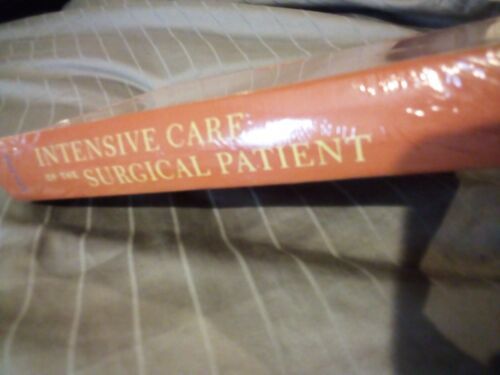 INTENSIVE CARE
OF THE SURGICAL PATIENT